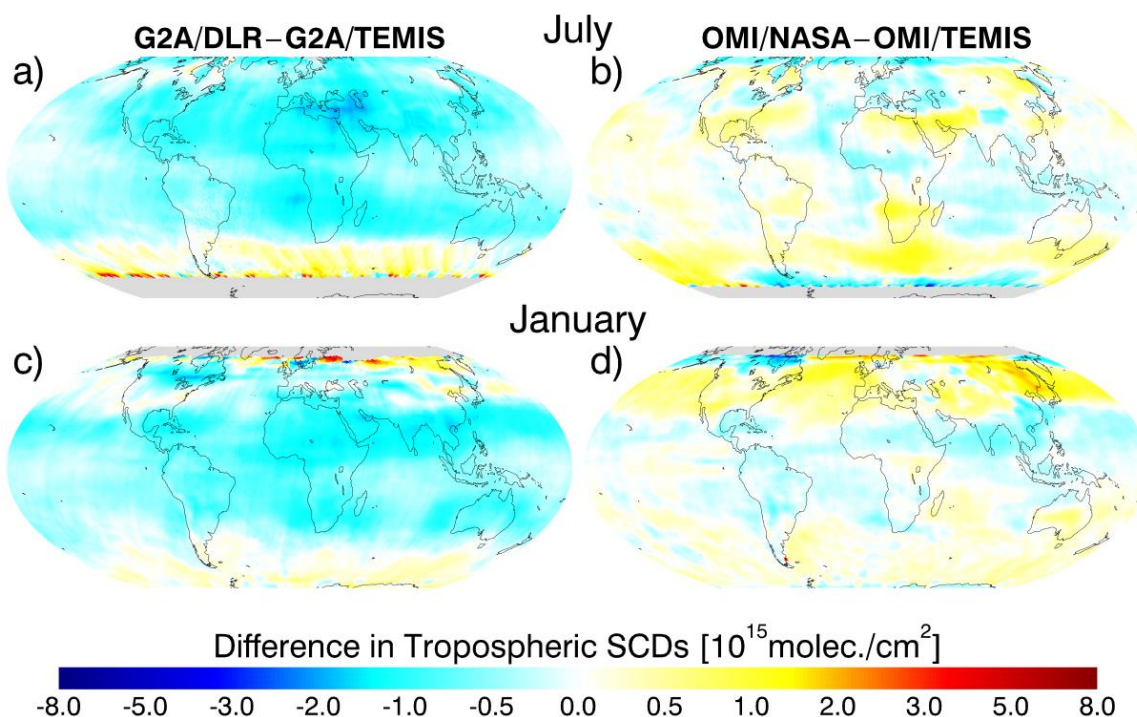 G2A/DLR–G2A/TEMIS
July
OMI/NASA–OMI/TEMIS
a)
b)
January
c)
d)
Difference in Tropospheric SCDs [10¹⁵molec./cm²]
-8.0 -5.0 -3.0 -2.0 -1.0 -0.5 0.0 0.5 1.0 2.0 3.0 5.0 8.0